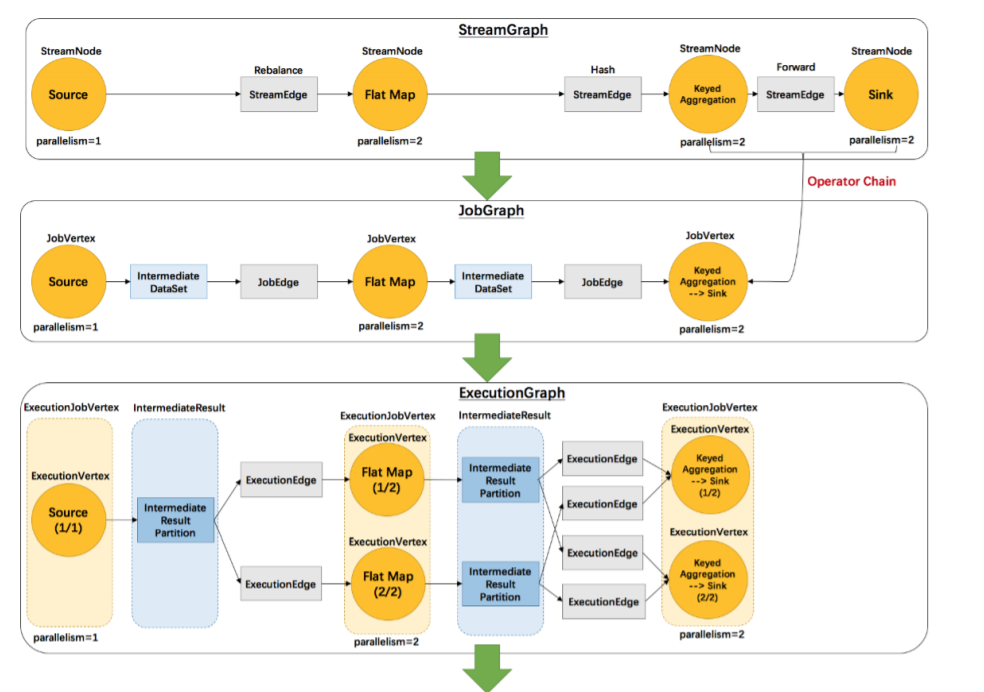 StreamGraph
StreamNode
StreamNode
StreamNode
StreamNode
Rebalance
Hash
Forward
Source
StreamEdge
Flat Map
StreamEdge
Keyed
Aggregation
StreamEdge
Sink
parallelism=1
parallelism=2
parallelism=2
parallelism=2
Operator Chain
JobGraph
JobVertex
JobVertex
JobVertex
Source
Intermediate
DataSet
JobEdge
Flat Map
Intermediate
DataSet
JobEdge
Keyed
Aggregation
--> Sink
parallelism=1
parallelism=2
parallelism=2
ExecutionGraph
ExecutionJobVertex
IntermediateResult
ExecutionJobVertex
IntermediateResult
ExecutionJobVertex
ExecutionVertex
Source
(1/1)
Intermediate
Result
Partition
ExecutionEdge
ExecutionEdge
ExecutionVertex
Flat Map
(1/2)
ExecutionVertex
Flat Map
(2/2)
Intermediate
Result
Partition
Intermediate
Result
Partition
ExecutionEdge
ExecutionEdge
ExecutionEdge
ExecutionEdge
ExecutionVertex
Keyed
Aggregation
--> Sink
(1/2)
ExecutionVertex
Keyed
Aggregation
--> Sink
(2/2)
parallelism=1
parallelism=2
parallelism=2